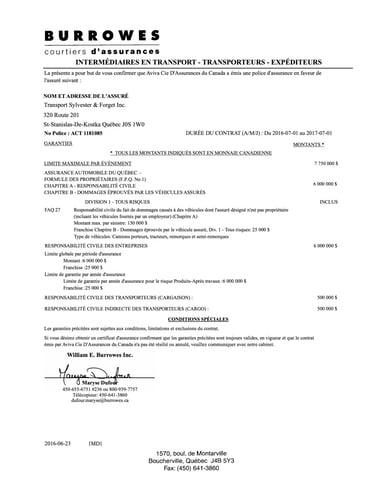 BURROWES
courtiers d'assurances
INTERMÉDIAIRES EN TRANSPORT - TRANSPORTEURS - EXPÉDITEURS
La présente a pour but de vous confirmer que Aviva Cie D'Assurances du Canada a émis une police d'assurance en faveur de
l'assuré suivant :
NOM ET ADRESSE DE L'ASSURÉ
Transport Sylvester & Forget Inc.
320 Route 201
St-Stanislas-De-Kostka Québec J0S 1W0
No Police : ACT 1181085 DURÉE DU CONTRAT (A/M/J) : Du 2016-07-01 au 2017-07-01
GARANTIES MONTANTS *
* TOUS LES MONTANTS INDIQUÉS SONT EN MONNAIE CANADIENNE
LIMITE MAXIMALE PAR ÉVÉNEMENT 7 750 000 $
ASSURANCE AUTOMOBILE DU QUÉBEC –
FORMULE DES PROPRIÉTAIRES (F.P.Q. No.1)
CHAPITRE A - RESPONSABILITÉ CIVILE 6 000 000 $
CHAPITRE B - DOMMAGES ÉPROUVÉS PAR LES VÉHICULES ASSURÉS
DIVISION 1 - TOUS RISQUES INCLUS
FAQ 27 Responsabilité civile du fait de dommages causés à des véhicules dont l'assuré désigné n'est pas propriétaire
(incluant les véhicules fournis par un employeur) (Chapitre A)
Montant max. par sinistre: 150 000 $
Franchise Chapitre B - Dommages éprouvés par le véhicule assuré, Div. 1 - Tous risques: 25 000 $
Type de véhicules: Camions porteurs, tracteurs, remorques et semi-remorques
RESPONSABILITÉ CIVILE DES ENTREPRISES 6 000 000 $
Limite globale par période d'assurance
Montant :6 000 000 $
Franchise :25 000 $
Limite de garantie par année d'assurance
Limite de garantie par année d'assurance pour le risque Produits-Après travaux :6 000 000 $
Franchise :25 000 $
RESPONSABILITÉ CIVILE DES TRANSPORTEURS (CARGAISON) : 500 000 $
RESPONSABILITÉ CIVILE INDIRECTE DES TRANSPORTEURS (CARGO) : 500 000 $
CONDITIONS SPÉCIALES
Les garanties précitées sont sujettes aux conditions, limitations et exclusions du contrat.
Si vous désirez obtenir un certificat d'assurance confirmant que les garanties précitées sont toujours valides, en vigueur et que le contrat
émis par Aviva Cie D'Assurances du Canada n'a pas été résilié ou annulé, veuillez communiquer avec notre cabinet.
William E. Burrowes Inc.
Maryse Dufour
Maryse Dufour
450-655-4751 #236 ou 800-939-7757
Télécopieur: 450-641-3860
dufour.maryse@burrowes.ca
2016-06-23 [MD]
1570, boul. de Montarville
Boucherville, Québec J4B 5Y3
Fax: (450) 641-3860